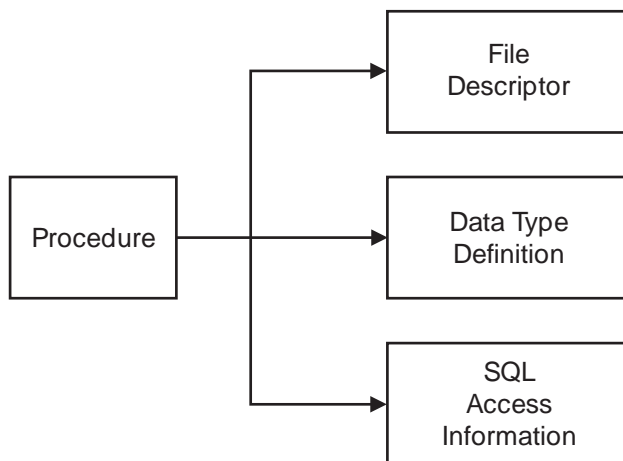 File
Descriptor
Procedure
Data Type
Definition
SQL
Access
Information